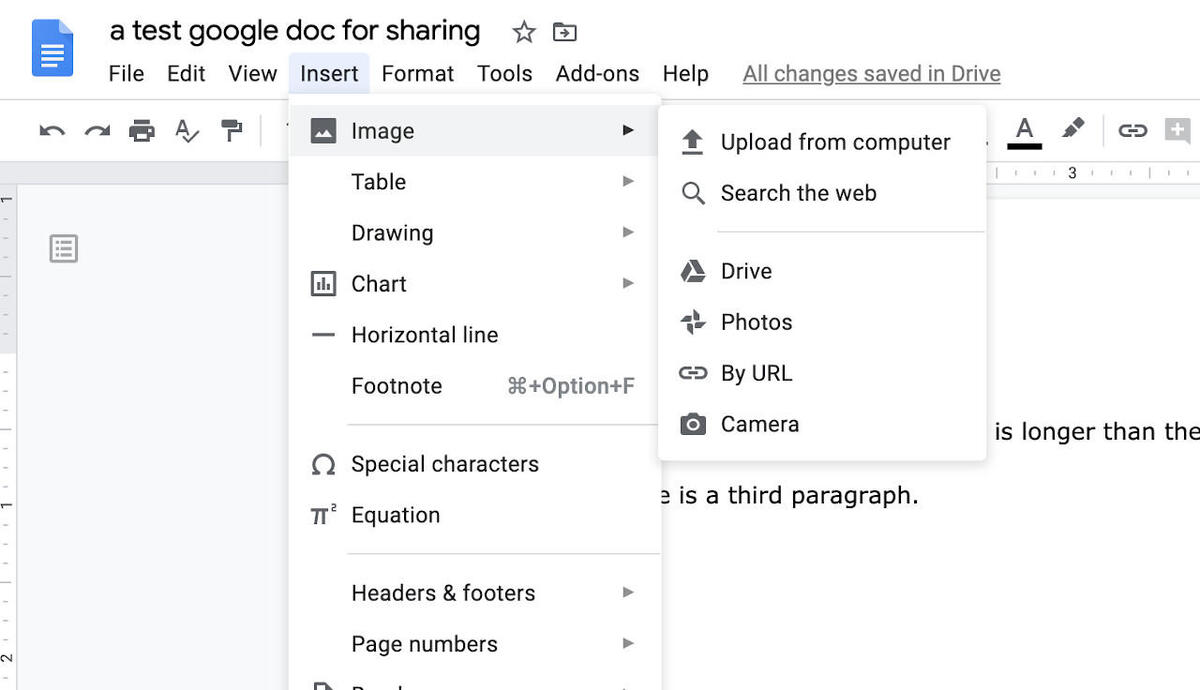 a test google doc for sharing
File Edit View Insert Format Tools Add-ons Help All changes saved in Drive
A
3
Image
Table
Drawing
Chart
Horizontal line
Footnote ⌘+Option+F
Special characters
Equation
Headers & footers
Page numbers
Upload from computer
Search the web
Drive
Photos
By URL
Camera
is longer than the
e is a third paragraph.
1
1
2